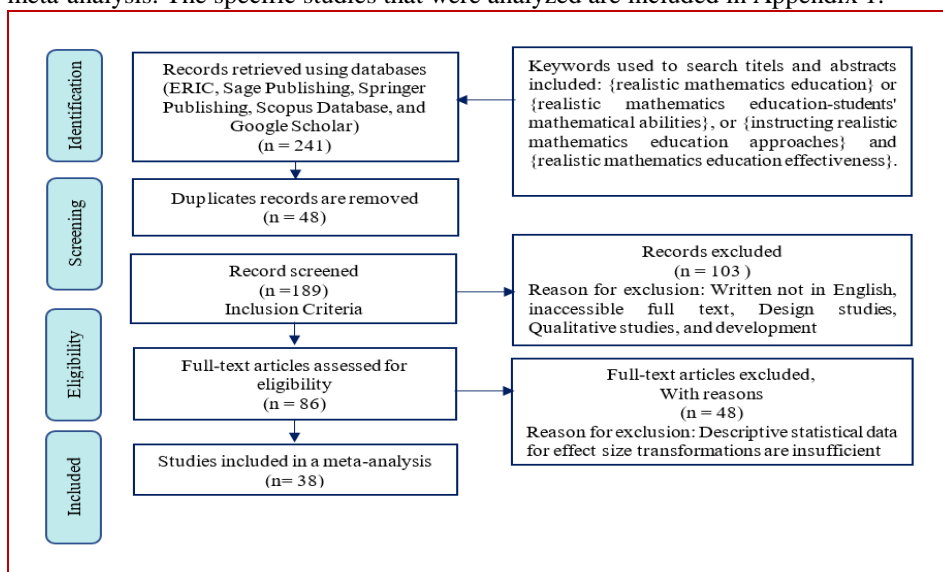 meta-analysis. The specific studies that were analyzed are included in Appendix 1.
Identification
Records retrieved using databases
(ERIC, Sage Publishing, Springer
Publishing, Scopus Database, and
Google Scholar)
(n = 241)
Keywords used to search titels and abstracts
included: {realistic mathematics education} or
{realistic mathematics education-students'
mathematical abilities}, or {instructing realistic
mathematics education approaches} and
{realistic mathematics education effectiveness}.
Screening
Duplicates records are removed
(n = 48)
Record screened
(n =189)
Inclusion Criteria
Records excluded
(n = 103 )
Reason for exclusion: Written not in English,
inaccessible full text, Design studies,
Qualitative studies, and development
Eligibility
Full-text articles assessed for
eligibility
(n = 86)
Full-text articles excluded,
With reasons
(n = 48)
Reason for exclusion: Descriptive statistical data
for effect size transformations are insufficient
Included
Studies included in a meta-analysis
(n= 38)